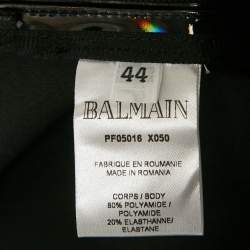 44
BALMAIN
PF05016 X050
FABRIQUE EN ROUMANIE
MADE IN ROMANIA
CORPS / BODY
80% POLYAMIDE /
POLYAMIDE
20% ELASTHANNE/
ELASTANE